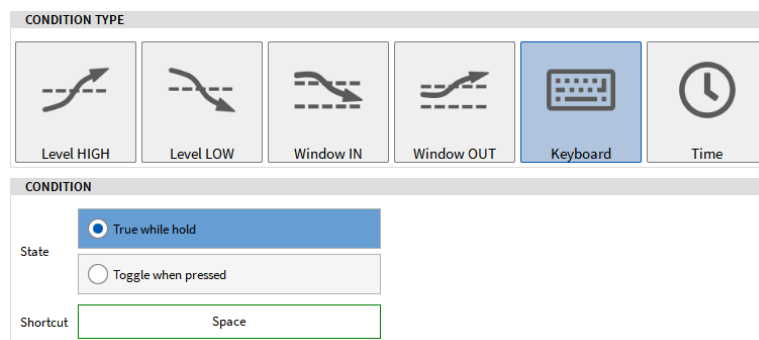 CONDITION TYPE
Level HIGH
Level LOW
Window IN
Window OUT
Keyboard
Time
CONDITION
State
True while hold
Toggle when pressed
Shortcut
Space